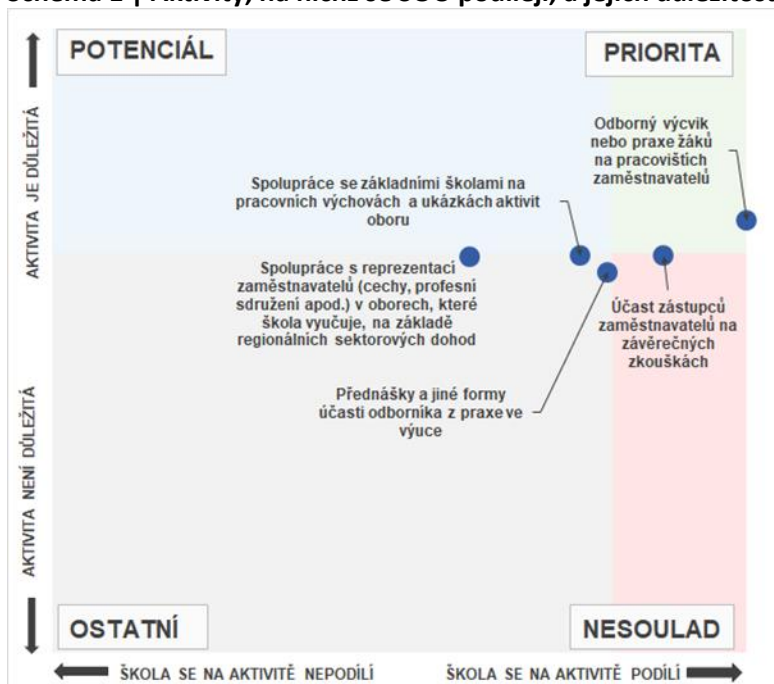 POTENCIÁL
PRIORITA
Odborný výcvik
nebo praxe žáků
na pracovištích
zaměstnavatelů
Spolupráce se základními školami na
pracovních výchovách a ukázkách aktivit
oboru
Spolupráce s reprezentací
zaměstnavatelů (cechy, profesní
sdružení apod.) v oborech, které
škola vyučuje, na základě
regionálních sektorových dohod
Účast zástupců
zaměstnavatelů na
závěrečných
zkouškách
Přednášky a jiné formy
účasti odborníka z praxe ve
výuce
AKTIVITA JE DŮLEŽITÁ
AKTIVITA NENÍ DŮLEŽITÁ
OSTATNÍ
NESOULAD
ŠKOLA SE NA AKTIVITĚ NEPODÍLÍ
ŠKOLA SE NA AKTIVITĚ PODÍLÍ